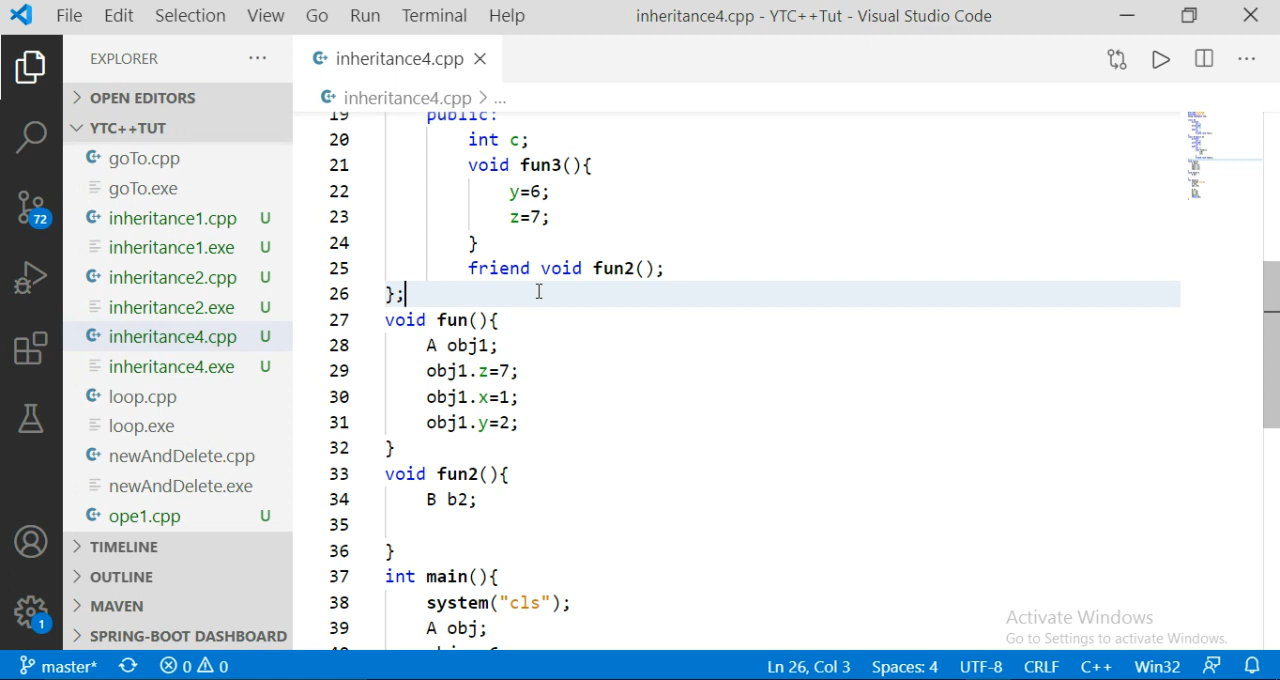 File Edit Selection View Go Run Terminal Help inheritance4.cpp - YTC++Tut - Visual Studio Code
EXPLORER
inheritance4.cpp
OPEN EDITORS
inheritance4.cpp > ...
YTC++TUT
goTo.cpp
goTo.exe
inheritance1.cpp U
inheritance1.exe U
inheritance2.cpp U
inheritance2.exe U
inheritance4.cpp U
inheritance4.exe U
loop.cpp
loop.exe
newAndDelete.cpp
newAndDelete.exe
ope1.cpp U
TIMELINE
OUTLINE
MAVEN
SPRING-BOOT DASHBOARD
72
1
19 public:
20 int c;
21 void fun3(){
22 y=6;
23 z=7;
24 }
25 friend void fun2();
26 };
27 void fun(){
28 A obj1;
29 obj1.z=7;
30 obj1.x=1;
31 obj1.y=2;
32 }
33 void fun2(){
34 B b2;
35
36 }
37 int main(){
38 system("cls");
39 A obj;
Activate Windows
Go to Settings to activate Windows.
master* 0 0 Ln 26, Col 3 Spaces: 4 UTF-8 CRLF C++ Win32